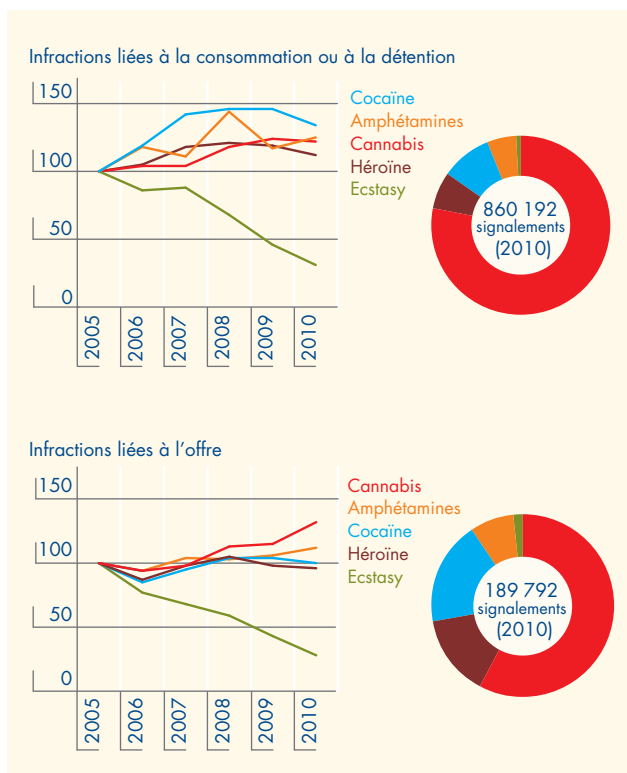 Infractions liées à la consommation ou à la détention
150
100
50
0
2005
2006
2007
2008
2009
2010
Cocaïne
Amphétamines
Cannabis
Héroïne
Ecstasy
860 192
signalements
(2010)
Infractions liées à l’offre
150
100
50
0
2005
2006
2007
2008
2009
2010
Cannabis
Amphétamines
Cocaïne
Héroïne
Ecstasy
189 792
signalements
(2010)